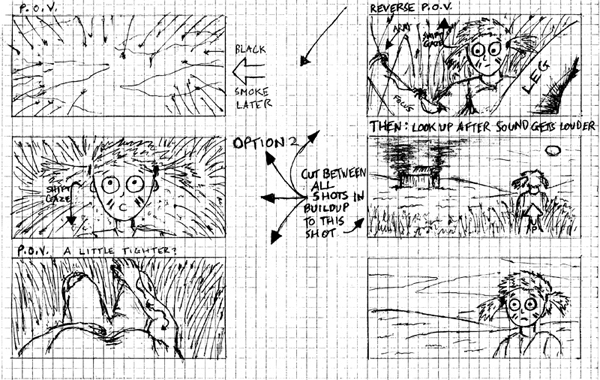 P.O.V.
BLACK
SMOKE
LATER
SHIFT
GAZE
OPTION 2
P.O.V. A LITTLE TIGHTER?
CUT BETWEEN
ALL
SHOTS IN
BUILDUP
TO THIS
SHOT
REVERSE P.O.V.
ARM
SHIFT
GAZE
FOCUS
LEG
THEN: LOOK UP AFTER SOUND GETS LOUDER